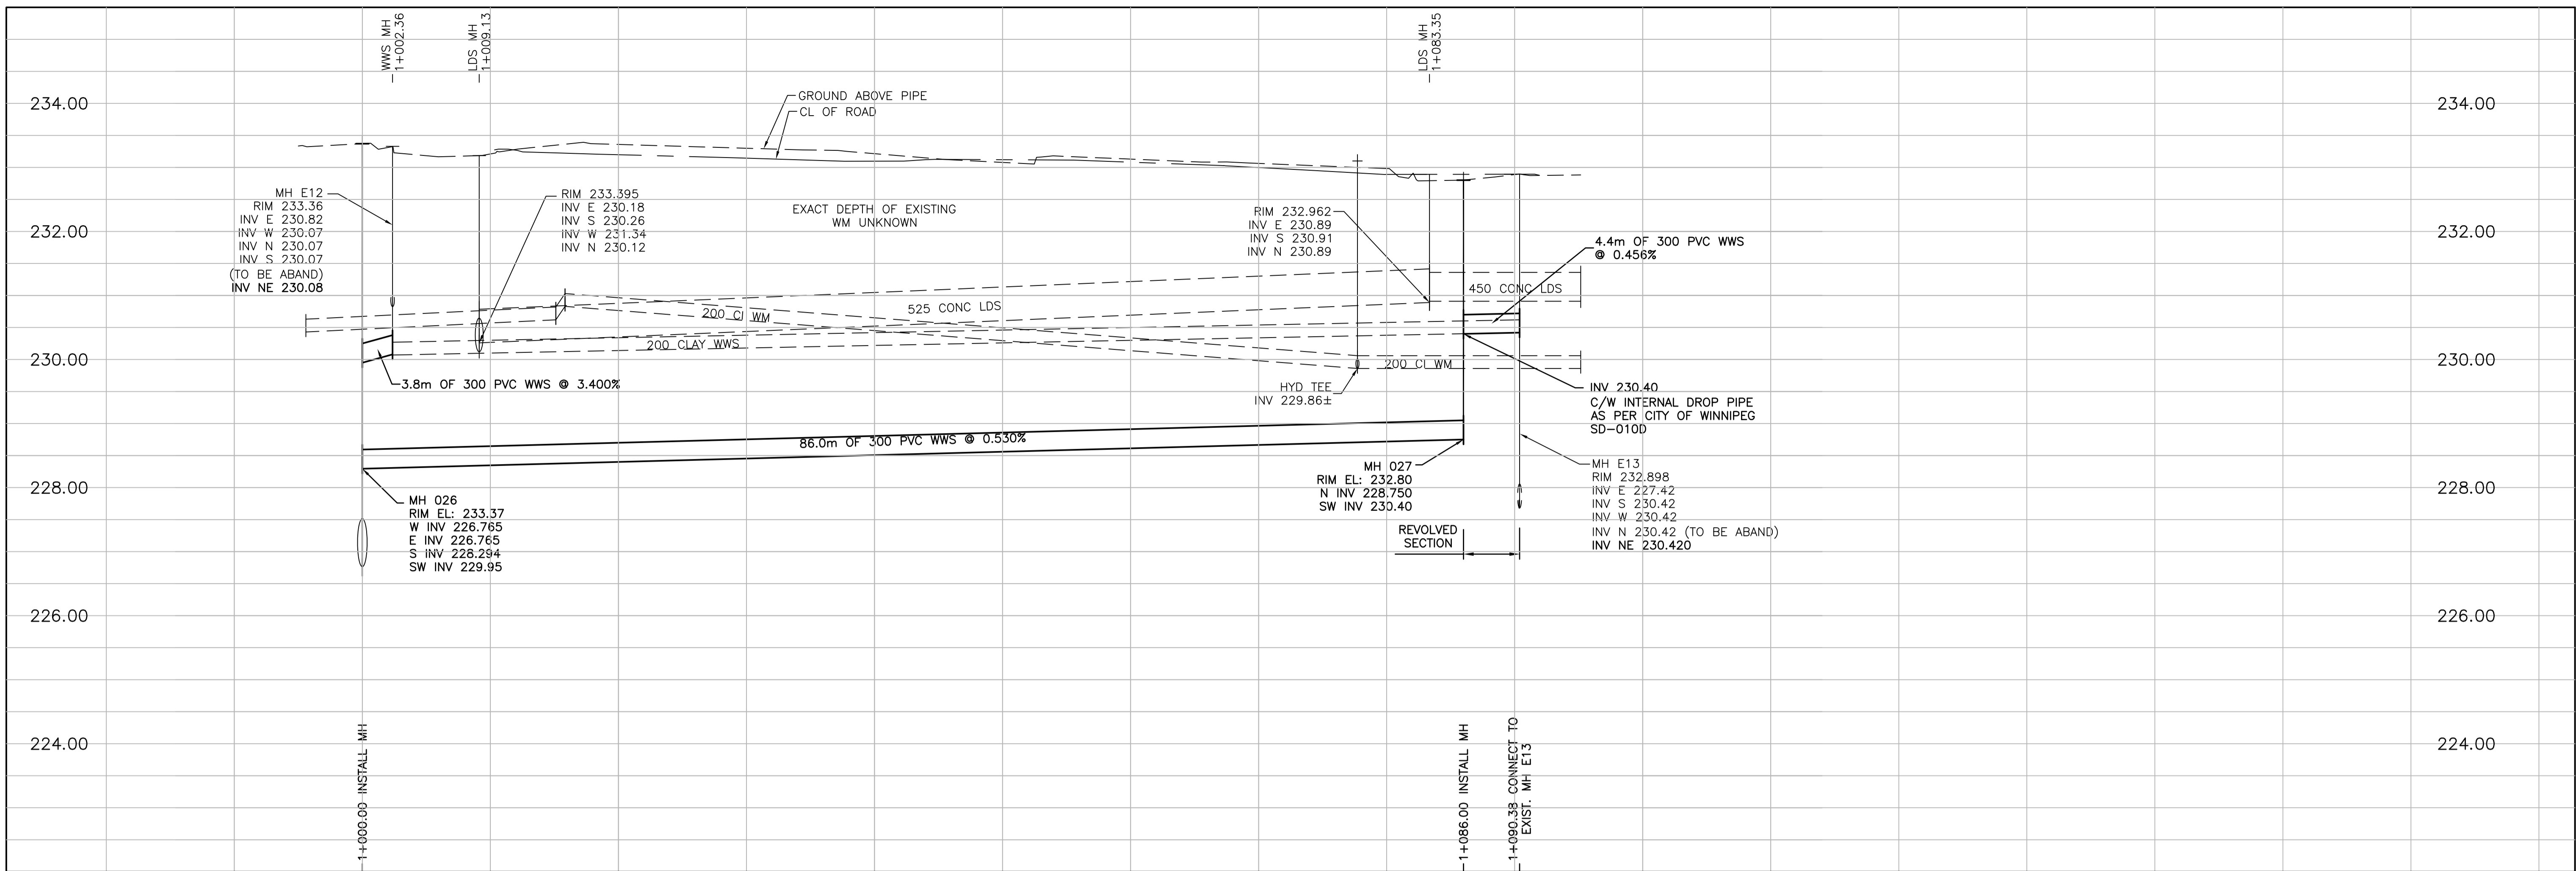 WWS MH
1+002.36
LDS MH
1+009.13
LDS MH
1+083.35
234.00
234.00
GROUND ABOVE PIPE
CL OF ROAD
MH E12
RIM 233.36
INV E 230.82
INV W 230.07
INV N 230.07
INV S 230.07
(TO BE ABAND)
INV NE 230.08
RIM 233.395
INV E 230.18
INV S 230.26
INV W 231.34
INV N 230.12
EXACT DEPTH OF EXISTING
WM UNKNOWN
RIM 232.962
INV E 230.89
INV S 230.91
INV N 230.89
4.4m OF 300 PVC WWS
@ 0.456%
232.00
232.00
450 CONC LDS
525 CONC LDS
200 CI WM
200 CLAY WWS
230.00
200 CI WM
230.00
3.8m OF 300 PVC WWS @ 3.400%
HYD TEE
INV 229.86±
INV 230.40
C/W INTERNAL DROP PIPE
AS PER CITY OF WINNIPEG
SD-010D
86.0m OF 300 PVC WWS @ 0.530%
MH 027
RIM EL: 232.80
N INV 228.750
SW INV 230.40
MH E13
RIM 232.898
INV E 227.42
INV S 230.42
INV W 230.42
INV N 230.42 (TO BE ABAND)
INV NE 230.420
228.00
228.00
MH 026
RIM EL: 233.37
W INV 226.765
E INV 226.765
S INV 228.294
SW INV 229.95
REVOLVED
SECTION
226.00
226.00
224.00
224.00
1+000.00 INSTALL MH
1+086.00 INSTALL MH
1+090.38 CONNECT TO
EXIST. MH E13